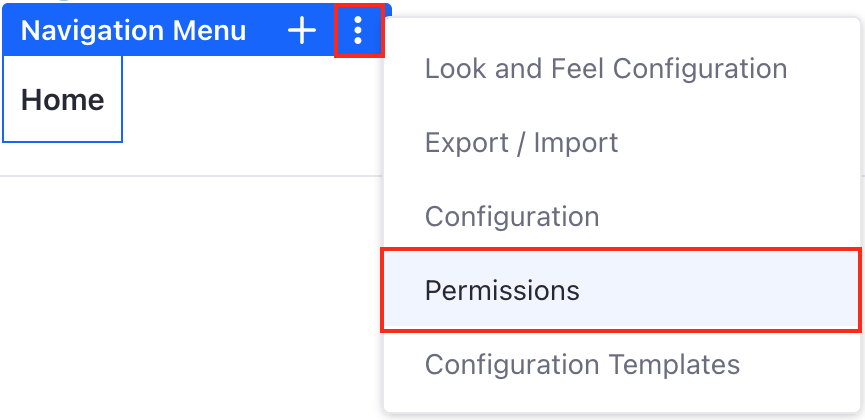 Navigation Menu
Home
Look and Feel Configuration
Export / Import
Configuration
Permissions
Configuration Templates